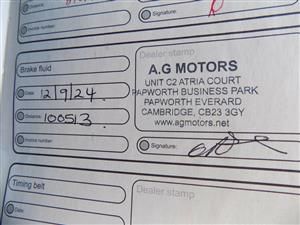 Distance:
Invoice number
Signature:
Brake fluid
Dealer stamp
Date
12/9/24
Distance:
100513
Invoice number
A.G MOTORS
UNIT C2 ATRIA COURT
PAPWORTH BUSINESS PARK
PAPWORTH EVERARD
CAMBRIDGE, CB23 3GY
www.agmotors.net
Signature:
Timing belt
Dealer stamp
Date: